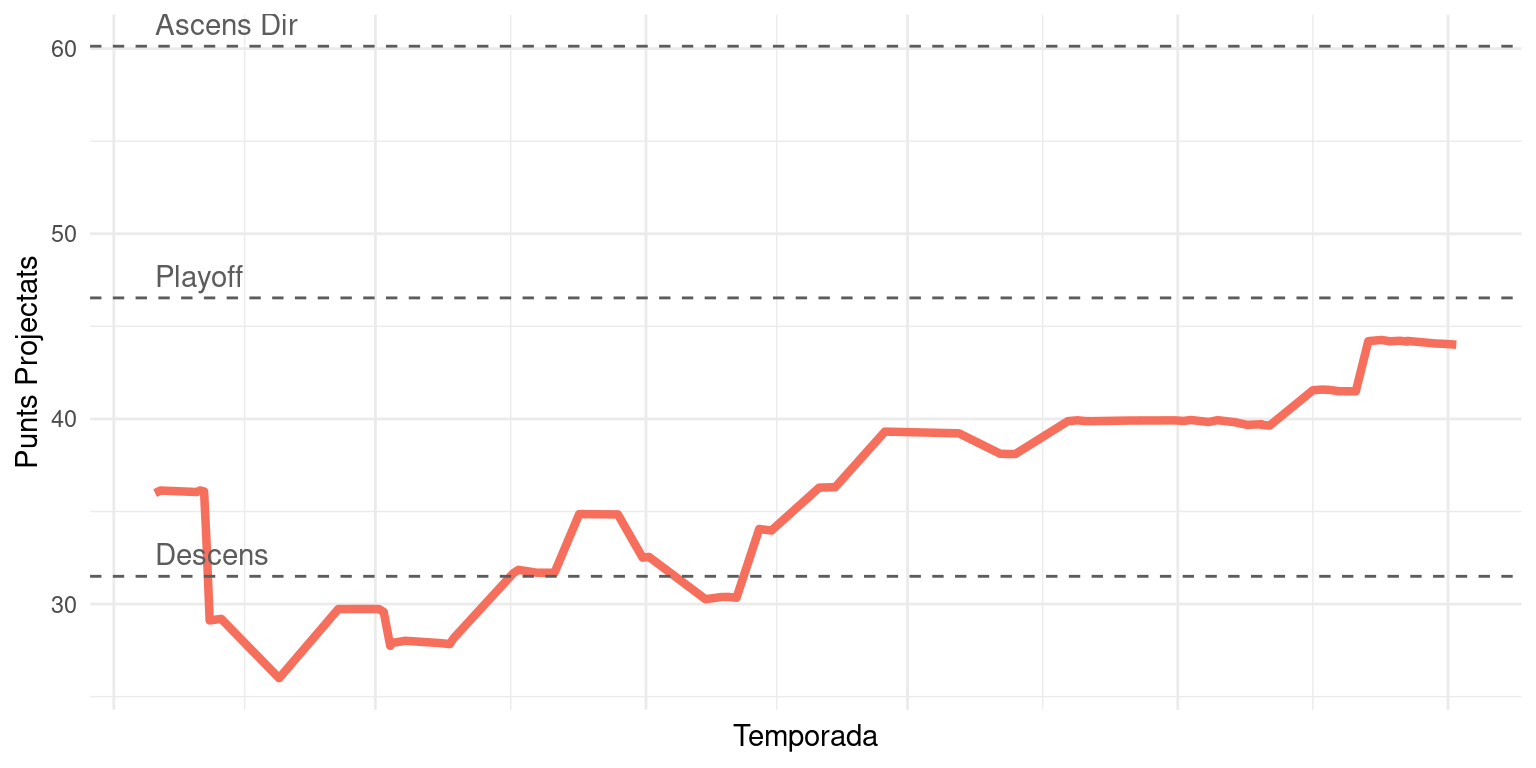 Ascens Dir
60
50
Playoff
Punts Projectats
40
Descens
30
Temporada